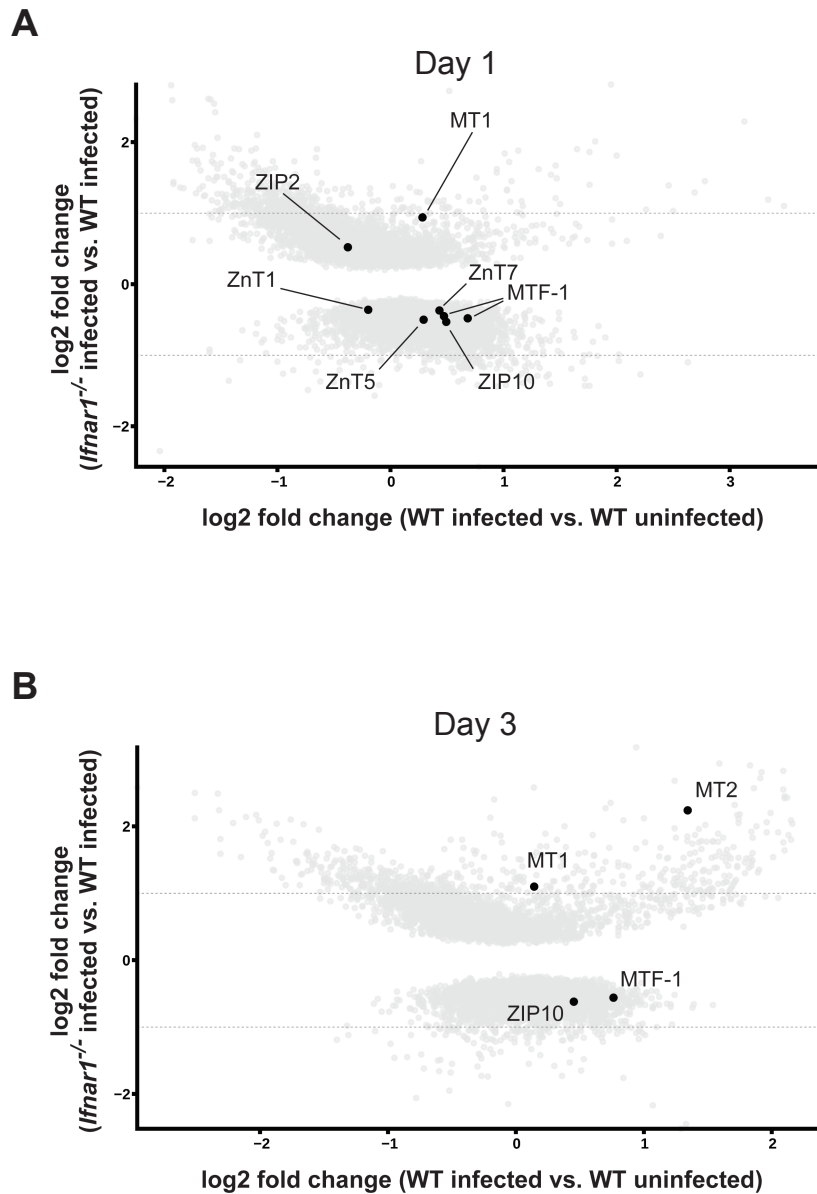 A
Day 1
log2 fold change
(Ifnar1-/- infected vs. WT infected)
2
0
−2
MT1
ZIP2
ZnT1
ZnT7
MTF-1
ZnT5
ZIP10
−2
−1
0
1
2
3
log2 fold change (WT infected vs. WT uninfected)
B
Day 3
log2 fold change
(Ifnar1-/- infected vs. WT infected)
2
0
−2
MT2
MT1
MTF-1
ZIP10
−2
−1
0
1
2
log2 fold change (WT infected vs. WT uninfected)